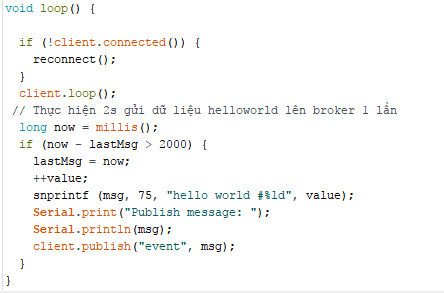 void loop() {
if (!client.connected()) {
reconnect();
}
client.loop();
// Thực hiện 2s gửi dữ liệu helloworld lên broker 1 lần
long now = millis();
if (now - lastMsg > 2000) {
lastMsg = now;
++value;
snprintf (msg, 75, "hello world #%ld", value);
Serial.print("Publish message: ");
Serial.println(msg);
client.publish("event", msg);
}
}